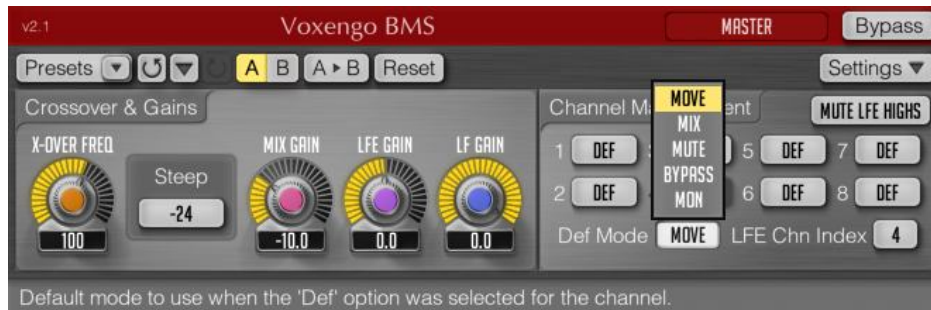 v2.1 Voxengo BMS MASTER Bypass
Presets A B A ▸ B Reset Settings
Crossover & Gains Channel M ent MUTE LFE HIGHS
MOVE
MIX
MUTE
BYPASS
MON
X-OVER FREQ MIX GAIN LFE GAIN LF GAIN
Steep
-24
100 -10.0 0.0 0.0
1 DEF 5 DEF 7 DEF
2 DEF 6 DEF 8 DEF
Def Mode MOVE LFE Chn Index 4
Default mode to use when the 'Def' option was selected for the channel.